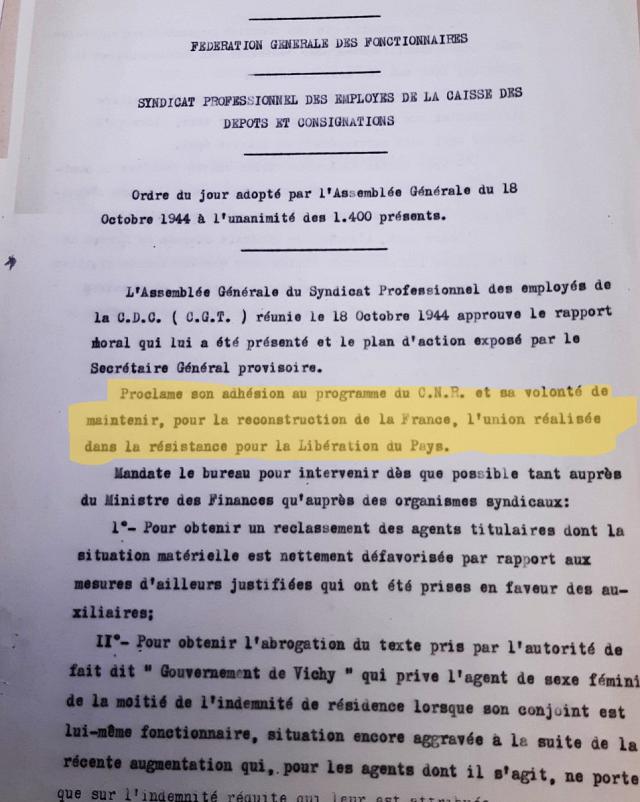 FEDERATION GENERALE DES FONCTIONNAIRES
SYNDICAT PROFESSIONNEL DES EMPLOYES DE LA CAISSE DES
DEPOTS ET CONSIGNATIONS
Ordre du jour adopté par l'Assemblée Générale du 18
Octobre 1944 à l'unanimité des 1.400 présents.
L'Assemblée Générale du Syndicat Professionnel des employés de
la C.D.C. ( C.G.T. ) réunie le 18 Octobre 1944 approuve le rapport
moral qui lui a été présenté et le plan d'action exposé par le
Secrétaire Général provisoire.
Proclame son adhésion au programme du C.N.R. et sa volonté de
maintenir, pour la reconstruction de la France, l'union réalisée
dans la résistance pour la Libération du Pays.
Mandate le bureau pour intervenir dès que possible tant auprès
du Ministre des Finances qu'auprès des organismes syndicaux:
I°- Pour obtenir un reclassement des agents titulaires dont la
situation matérielle est nettement défavorisée par rapport aux
mesures d'ailleurs justifiées qui ont été prises en faveur des au-
xiliaires;
II°- Pour obtenir l'abrogation du texte pris par l'autorité de
fait dit " Gouvernement de Vichy " qui prive l'agent de sexe fémini
de la moitié de l'indemnité de résidence lorsque son conjoint est
lui-même fonctionnaire, situation encore aggravée à la suite de la
récente augmentation qui, pour les agents dont il s'agit, ne porte
que sur l'indemnité réduite qui leur est